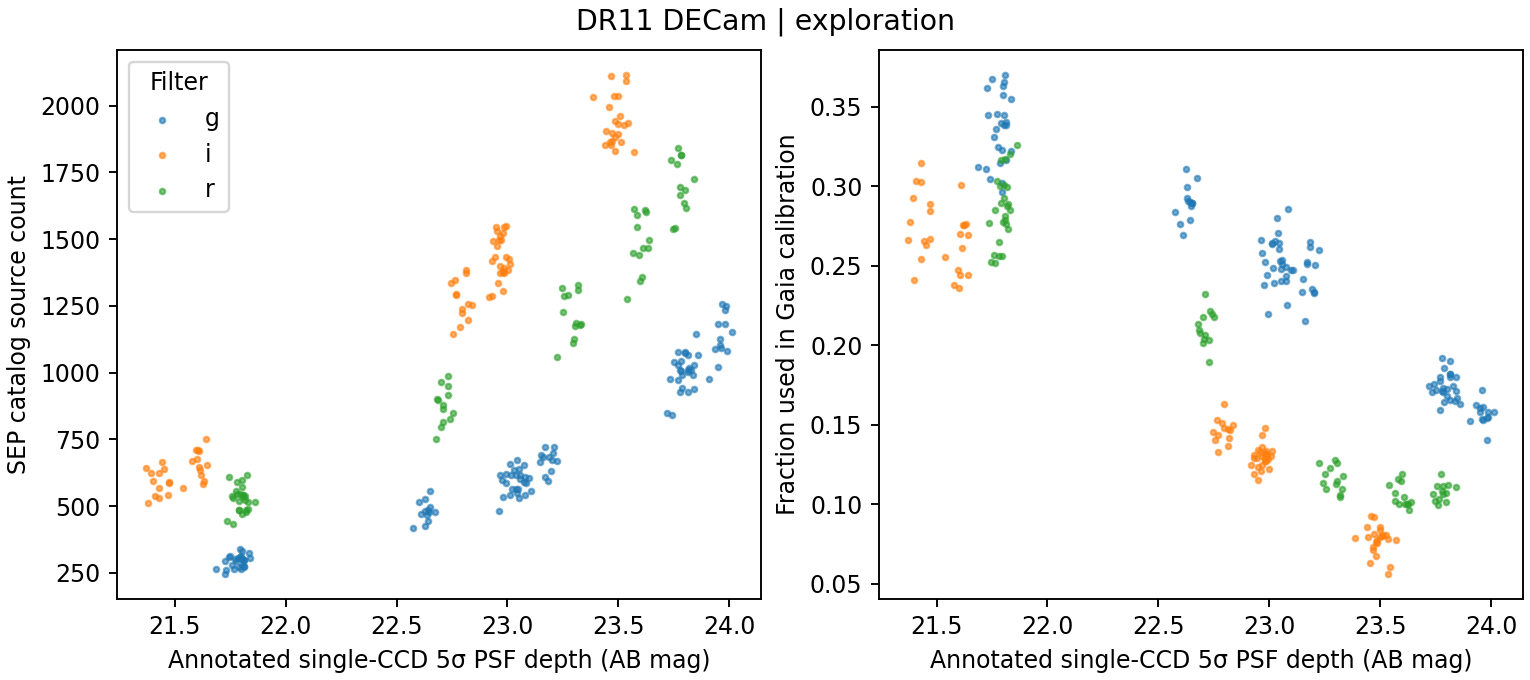 DR11 DECam | exploration
Filter
g
i
r
SEP catalog source count
2000
1750
1500
1250
1000
750
500
250
21.5 22.0 22.5 23.0 23.5 24.0
Annotated single-CCD 5σ PSF depth (AB mag)
Fraction used in Gaia calibration
0.35
0.30
0.25
0.20
0.15
0.10
0.05
21.5 22.0 22.5 23.0 23.5 24.0
Annotated single-CCD 5σ PSF depth (AB mag)